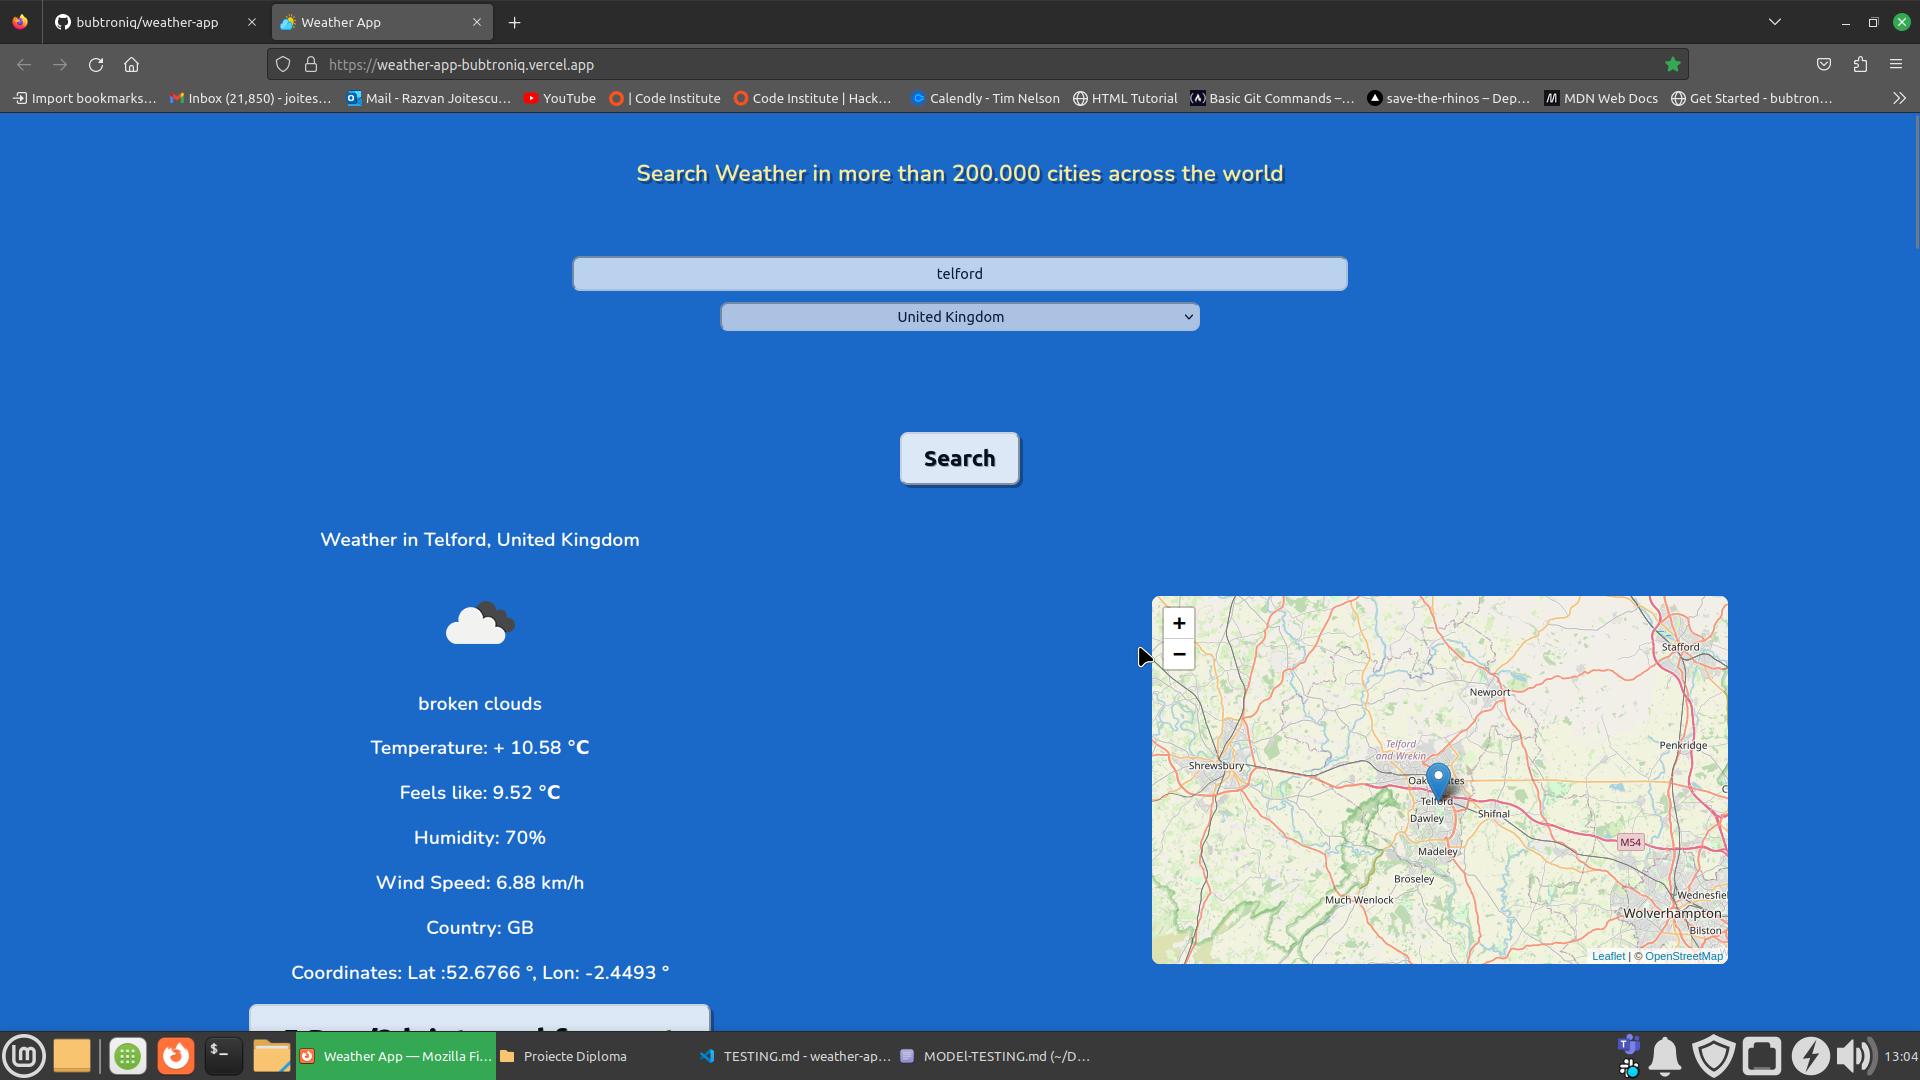 bubtroniq/weather-app
Weather App
https://weather-app-bubtroniq.vercel.app
Import bookmarks...
Inbox (21,850) - joites...
Mail - Razvan Joitescu...
YouTube
| Code Institute
Code Institute | Hack...
Calendly - Tim Nelson
HTML Tutorial
Basic Git Commands –...
save-the-rhinos – Dep...
MDN Web Docs
Get Started - bubtron...
Search Weather in more than 200.000 cities across the world
telford
United Kingdom
Search
Weather in Telford, United Kingdom
broken clouds
Temperature: + 10.58 °C
Feels like: 9.52 °C
Humidity: 70%
Wind Speed: 6.88 km/h
Country: GB
Coordinates: Lat :52.6766 °, Lon: -2.4493 °
+
−
Stafford
Newport
Penkridge
Telford
and Wrekin
Shrewsbury
Telford
Shifnal
Dawley
M54
Madeley
Broseley
Much Wenlock
Wednesfie
Wolverhampton
Bilston
Leaflet | © OpenStreetMap
Weather App — Mozilla Fi...
Proiecte Diploma
TESTING.md - weather-ap...
MODEL-TESTING.md (~/D...
13:04